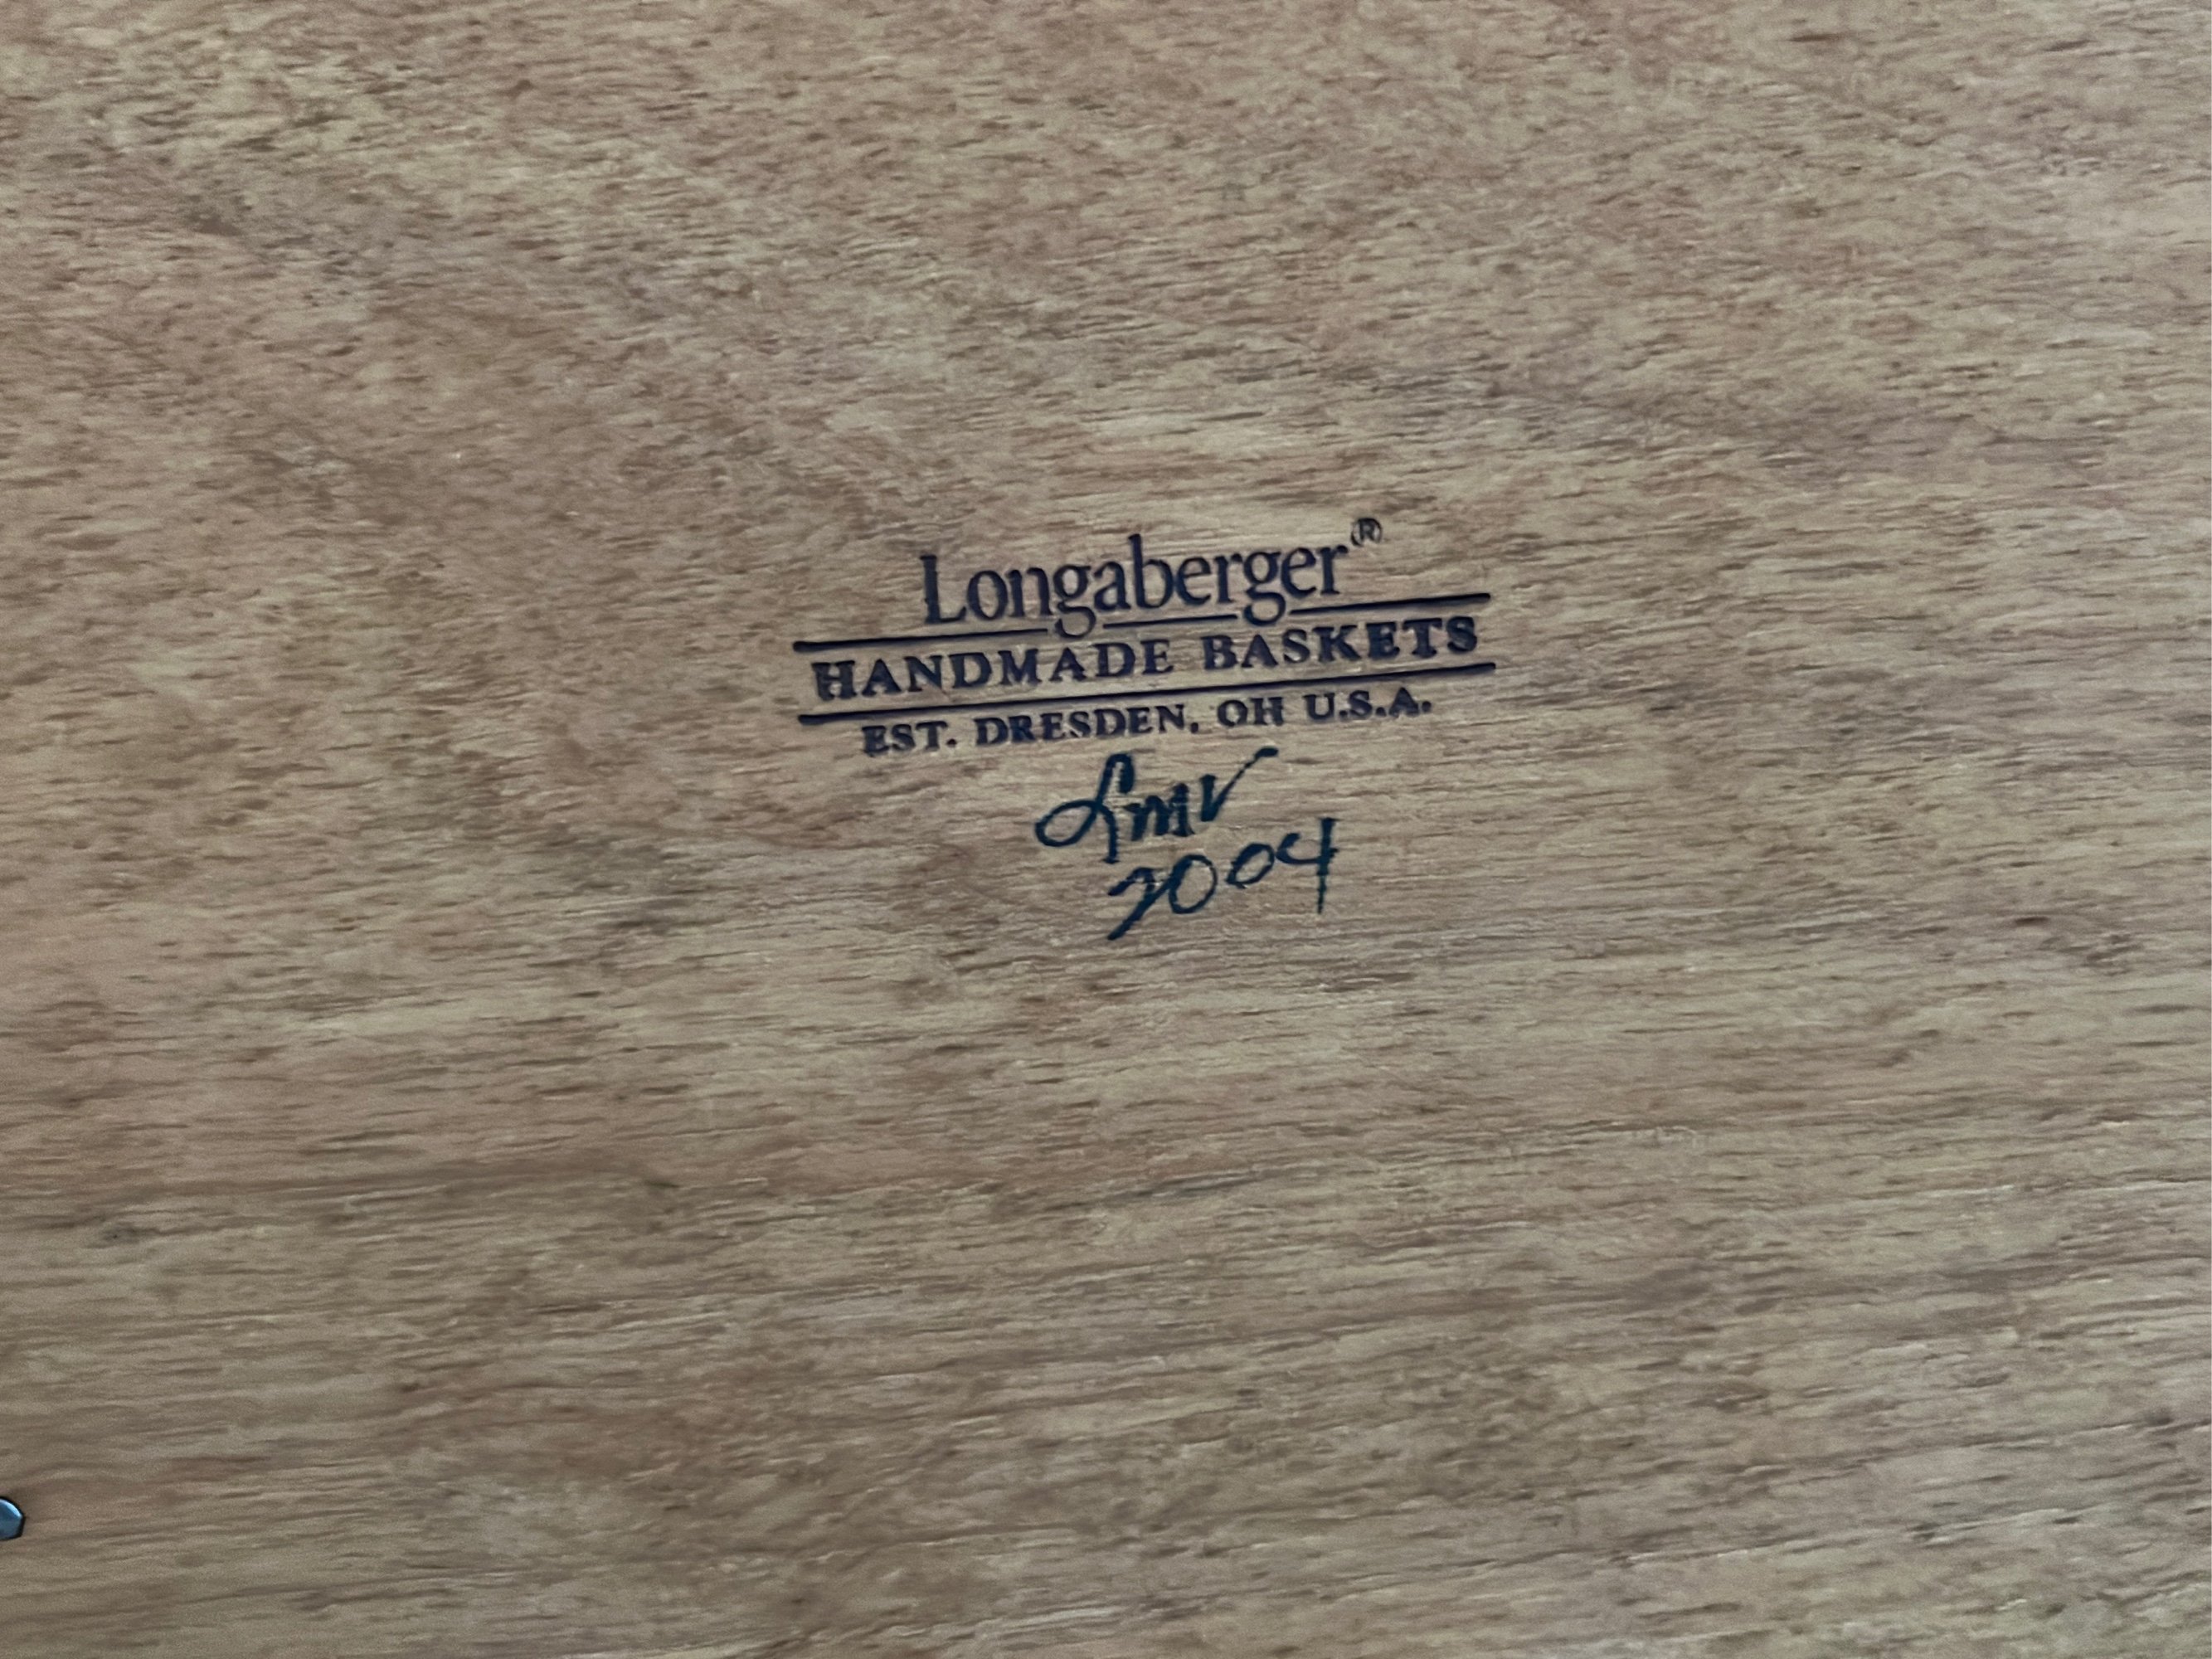 Longaberger®
HANDMADE BASKETS
EST. DRESDEN, OH U.S.A.
2004